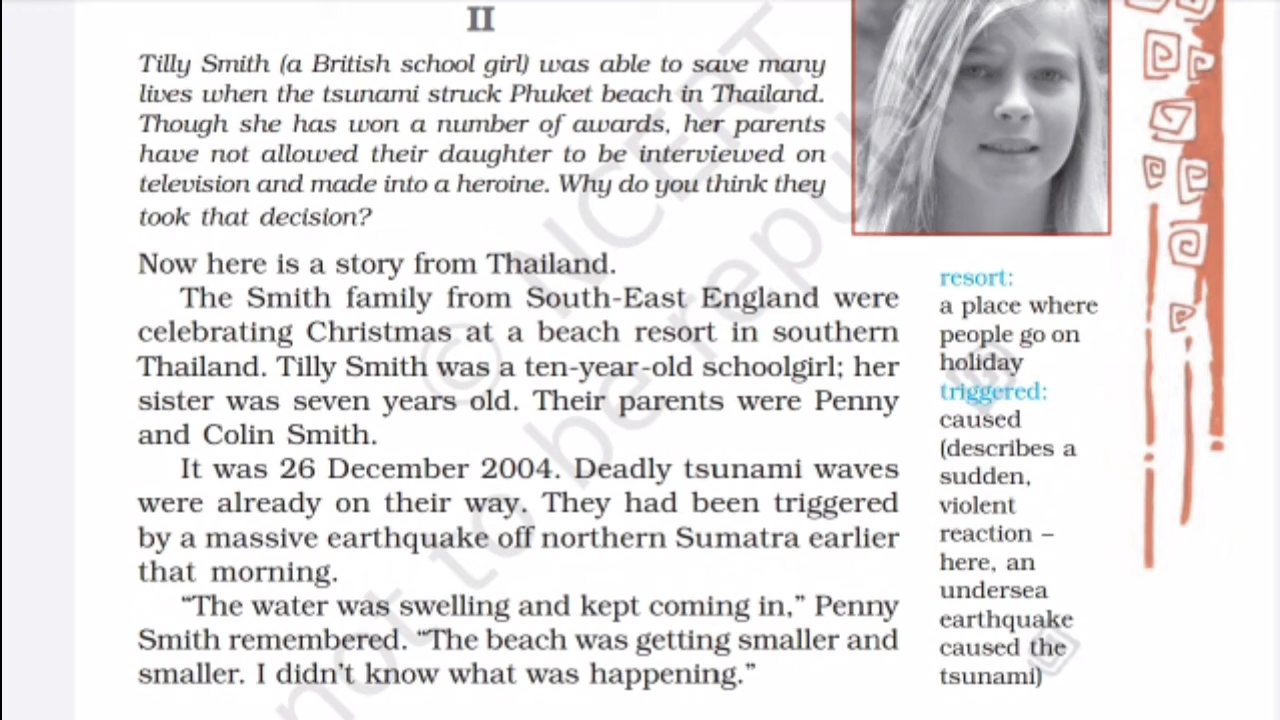 II
Tilly Smith (a British school girl) was able to save many
lives when the tsunami struck Phuket beach in Thailand.
Though she has won a number of awards, her parents
have not allowed their daughter to be interviewed on
television and made into a heroine. Why do you think they
took that decision?
Now here is a story from Thailand.
The Smith family from South-East England were
celebrating Christmas at a beach resort in southern
Thailand. Tilly Smith was a ten-year-old schoolgirl; her
sister was seven years old. Their parents were Penny
and Colin Smith.
It was 26 December 2004. Deadly tsunami waves
were already on their way. They had been triggered
by a massive earthquake off northern Sumatra earlier
that morning.
“The water was swelling and kept coming in,” Penny
Smith remembered. “The beach was getting smaller and
smaller. I didn’t know what was happening.”
resort:
a place where
people go on
holiday
triggered:
caused
(describes a
sudden,
violent
reaction –
here, an
undersea
earthquake
caused the
tsunami)
© NCERT
not to be republ